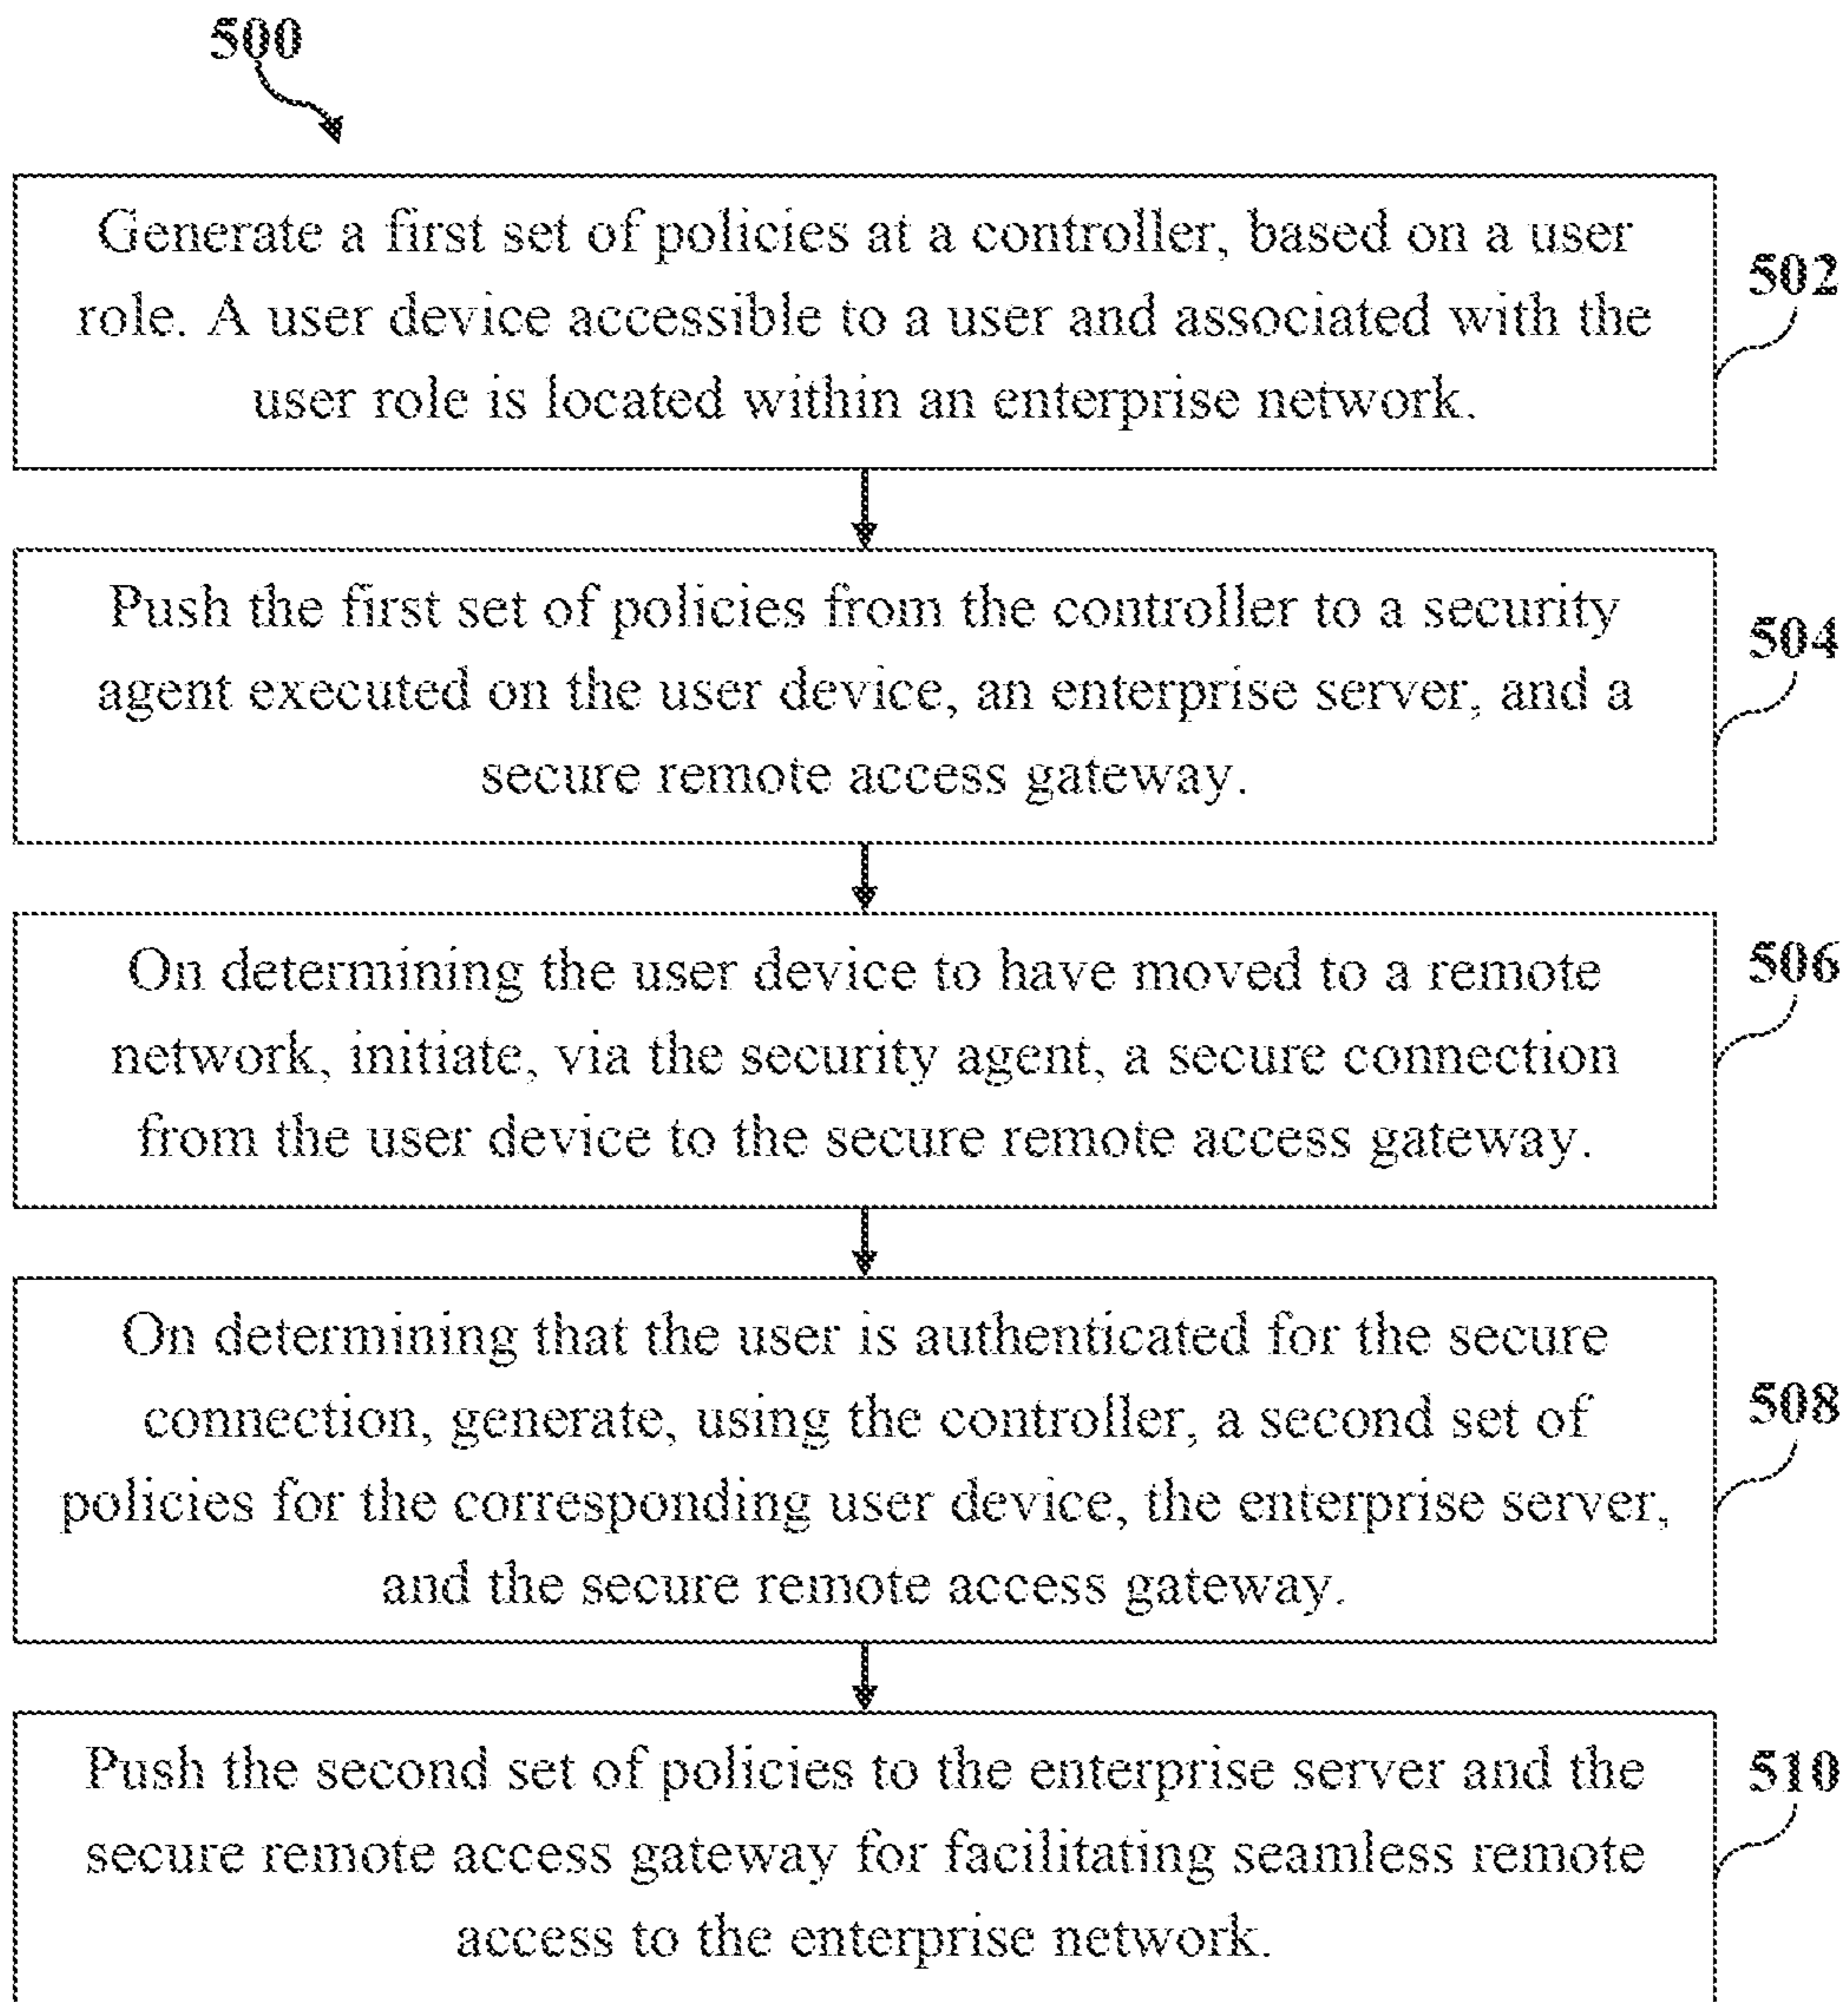 500
Generate a first set of policies at a controller, based on a user
role. A user device accessible to a user and associated with the
user role is located within an enterprise network.
502
Push the first set of policies from the controller to a security
agent executed on the user device, an enterprise server, and a
secure remote access gateway.
504
On determining the user device to have moved to a remote
network, initiate, via the security agent, a secure connection
from the user device to the secure remote access gateway.
506
On determining that the user is authenticated for the secure
connection, generate, using the controller, a second set of
policies for the corresponding user device, the enterprise server,
and the secure remote access gateway.
508
Push the second set of policies to the enterprise server and the
secure remote access gateway for facilitating seamless remote
access to the enterprise network.
510